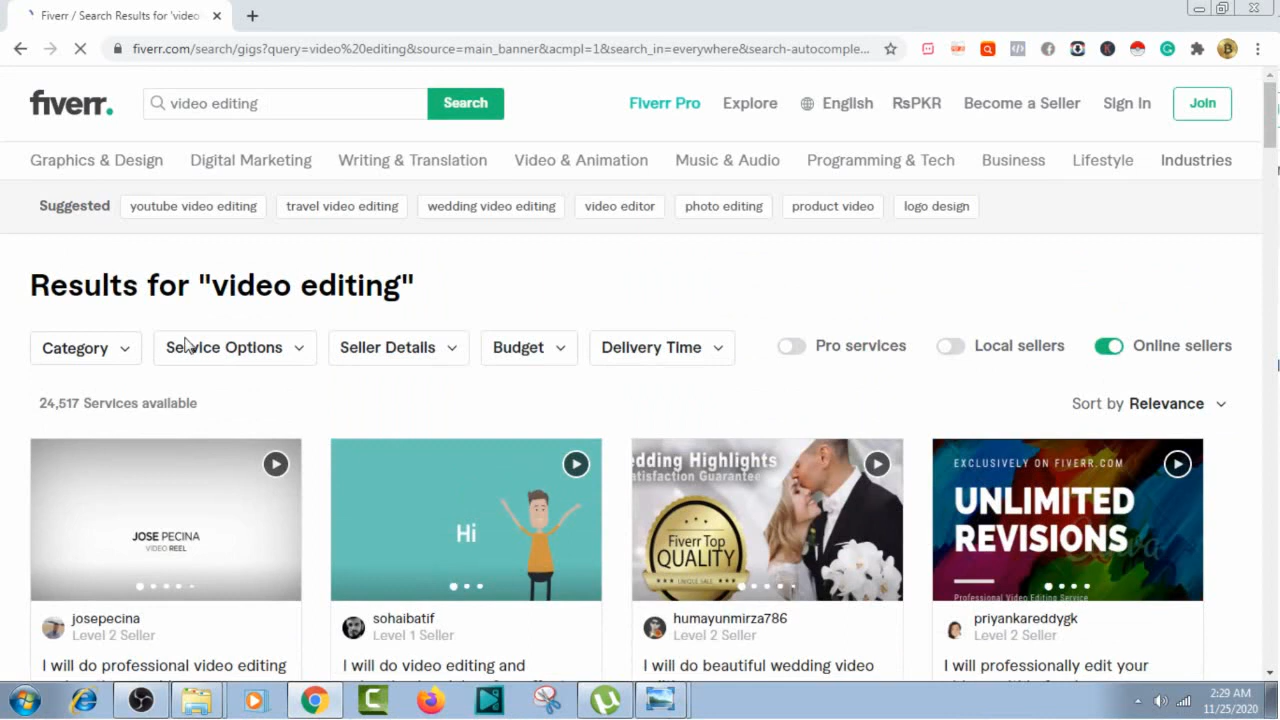 Fiverr / Search Results for 'video
fiverr.com/search/gigs?query=video%20editing&source=main_banner&acmpl=1&search_in=everywhere&search-autocomple...
fiverr.
video editing
Search
Fiverr Pro
Explore
English
RsPKR
Become a Seller
Sign In
Join
Graphics & Design
Digital Marketing
Writing & Translation
Video & Animation
Music & Audio
Programming & Tech
Business
Lifestyle
Industries
Suggested
youtube video editing
travel video editing
wedding video editing
video editor
photo editing
product video
logo design
Results for "video editing"
Category
Service Options
Seller Details
Budget
Delivery Time
Pro services
Local sellers
Online sellers
24,517 Services available
Sort by Relevance
JOSE PECINA
VIDEO REEL
josepecina
Level 2 Seller
I will do professional video editing
Hi
sohaibatif
Level 1 Seller
I will do video editing and
edding Highlights
atisfaction Guarantee
Fiverr Top
QUALITY
UNIQUE SALE
humayunmirza786
Level 2 Seller
I will do beautiful wedding video
EXCLUSIVELY ON FIVERR.COM
UNLIMITED
REVISIONS
Professional Video Editing Service
priyankareddygk
Level 2 Seller
I will professionally edit your
2:29 AM
11/25/2020